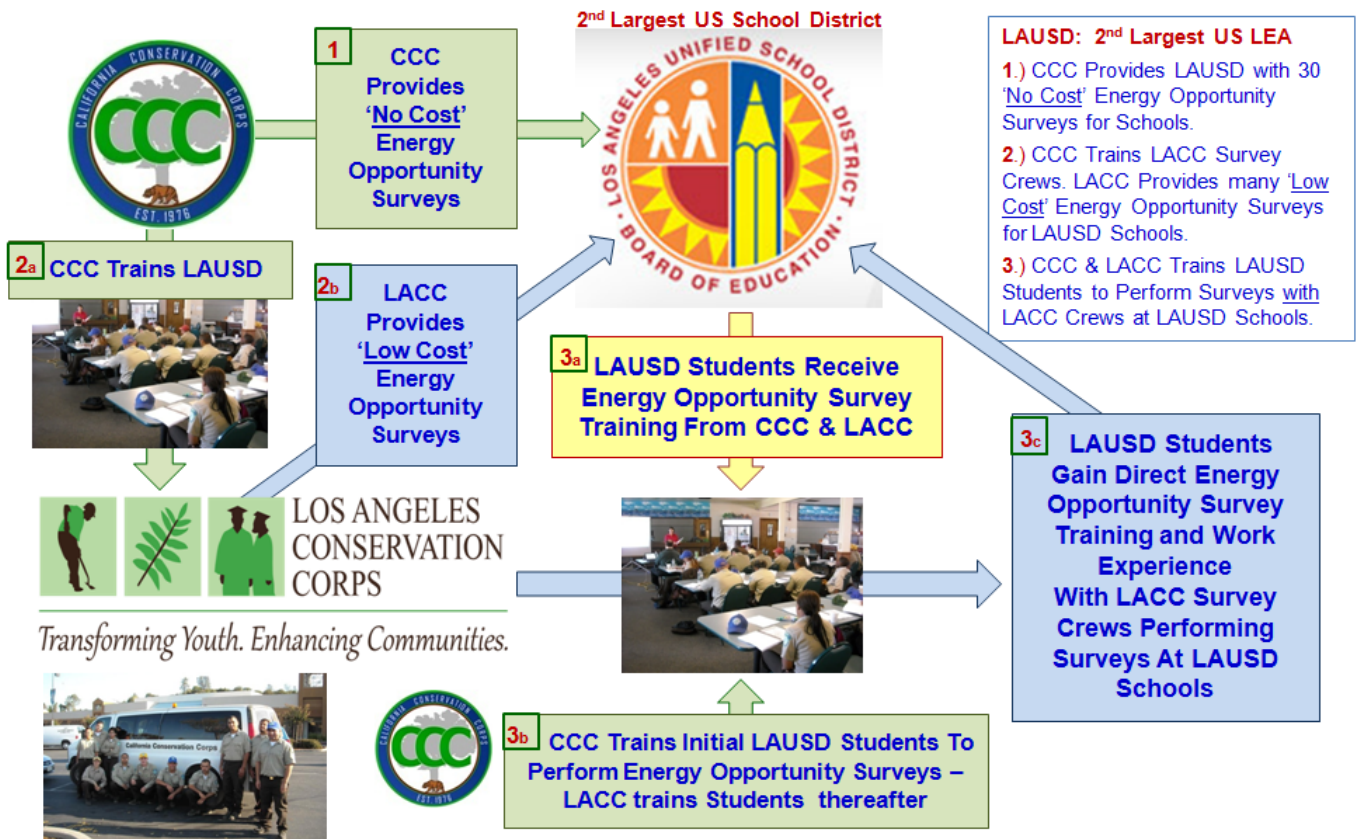 CALIFORNIA CONSERVATION CORPS
CCC
EST. 1976
1
CCC
Provides
‘No Cost’
Energy
Opportunity
Surveys
2nd Largest US School District
LOS ANGELES UNIFIED SCHOOL DISTRICT
BOARD OF EDUCATION
LAUSD: 2nd Largest US LEA
1.) CCC Provides LAUSD with 30
‘No Cost’ Energy Opportunity
Surveys for Schools.
2.) CCC Trains LACC Survey
Crews. LACC Provides many ‘Low
Cost’ Energy Opportunity Surveys
for LAUSD Schools.
3.) CCC & LACC Trains LAUSD
Students to Perform Surveys with
LACC Crews at LAUSD Schools.
2a
CCC Trains LAUSD
2b
LACC
Provides
‘Low Cost’
Energy
Opportunity
Surveys
3a
LAUSD Students Receive
Energy Opportunity Survey
Training From CCC & LACC
3c
LAUSD Students
Gain Direct Energy
Opportunity Survey
Training and Work
Experience
With LACC Survey
Crews Performing
Surveys At LAUSD
Schools
LOS ANGELES
CONSERVATION
CORPS
Transforming Youth. Enhancing Communities.
California Conservation Corps
CALIFORNIA CONSERVATION CORPS
CCC
EST. 1976
3b
CCC Trains Initial LAUSD Students To
Perform Energy Opportunity Surveys –
LACC trains Students thereafter